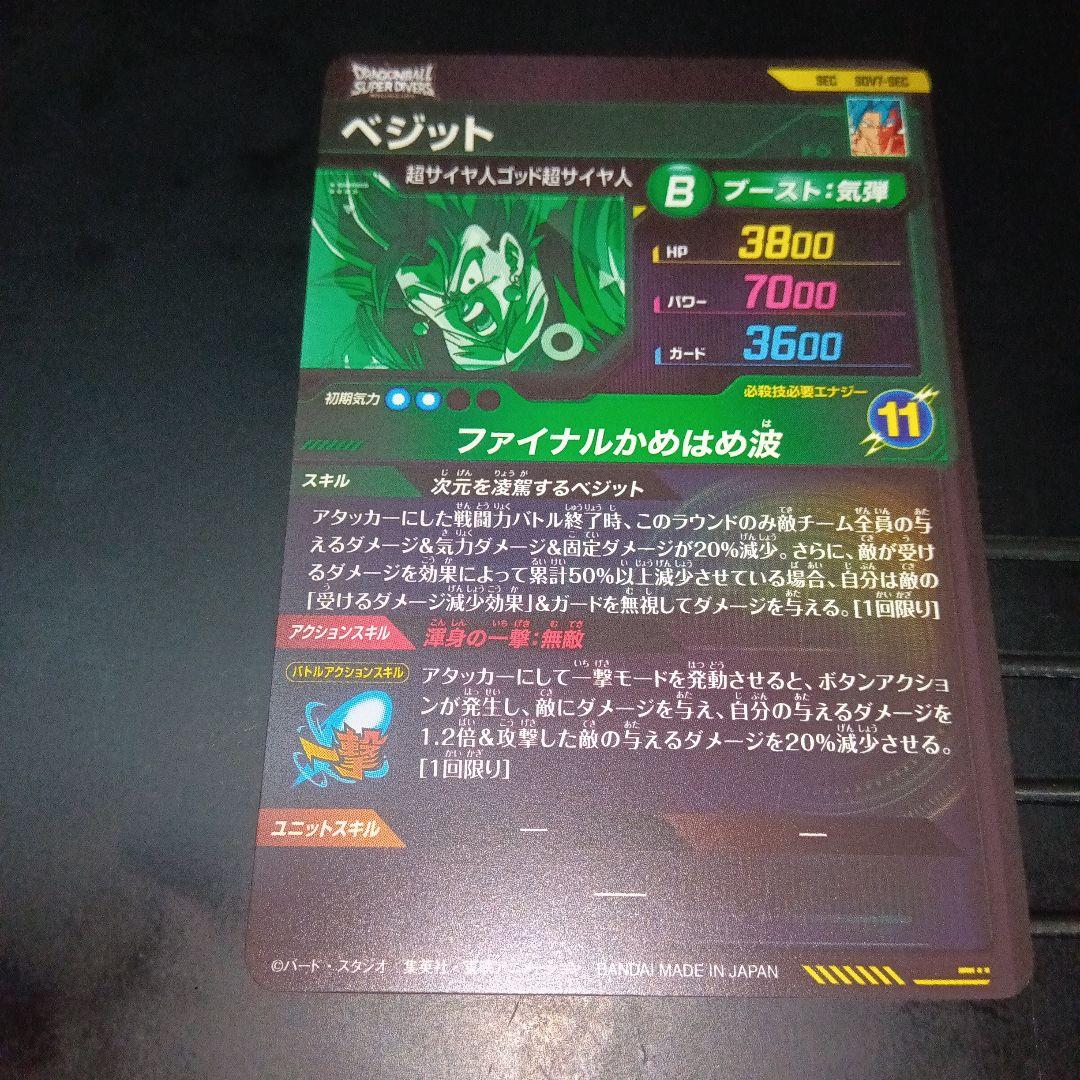 DRAGONBALL
SUPER DIVERS
SEC SDV7-SEC
ベジット
超サイヤ人ゴッド超サイヤ人
B ブースト:気弾
HP 3800
パワー 7000
ガード 3600
初期気力
必殺技必要エナジー
11
ファイナルかめはめ波
スキル
次元を凌駕するベジット
アタッカーにした戦闘力バトル終了時、このラウンドのみ敵チーム全員の与
えるダメージ&気力ダメージ&固定ダメージが20%減少。さらに、敵が受け
るダメージを効果によって累計50%以上減少させている場合、自分は敵の
「受けるダメージ減少効果」&ガードを無視してダメージを与える。[1回限り]
アクションスキル
渾身の一撃:無敵
バトルアクションスキル
一撃
アタッカーにして一撃モードを発動させると、ボタンアクショ
ンが発生し、敵にダメージを与え、自分の与えるダメージを
1.2倍&攻撃した敵の与えるダメージを20%減少させる。
[1回限り]
ユニットスキル
— —
—
©バード・スタジオ/集英社・東映アニメーション BANDAI MADE IN JAPAN